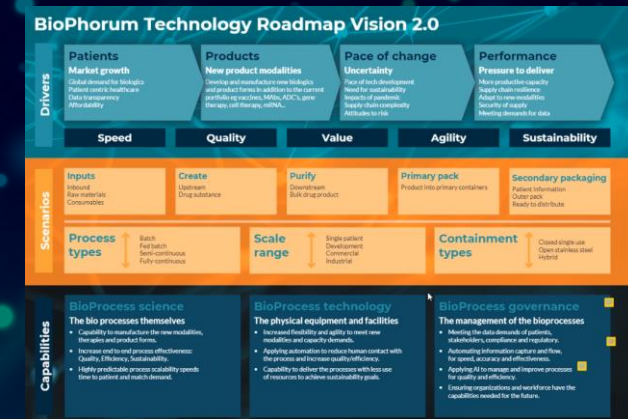 BioPhorum Technology Roadmap Vision 2.0
Drivers
Patients
Market growth
Global demand for biologics
Patient centric healthcare
Data transparency
Affordability
Products
New product modalities
Develop and manufacture new biologics
and product forms in addition to the current
portfolio eg vaccines, MAbs, ADC's, gene
therapy, cell therapy, mRNA...
Pace of change
Uncertainty
Pace of tech development
Need for sustainability
Impacts of pandemic
Supply chain complexity
Attitudes to risk
Performance
Pressure to deliver
More productive capacity
Supply chain resilience
Adapt to new modalities
Security of supply
Meeting demands for data
Speed
Quality
Value
Agility
Sustainability
Scenarios
Inputs
Inbound
Raw materials
Consumables
Create
Upstream
Drug substance
Purify
Downstream
Bulk drug product
Primary pack
Product into primary containers
Secondary packaging
Patient information
Outer pack
Ready to distribute
Process
types
Batch
Fed batch
Semi-continuous
Fully-continuous
Scale
range
Single patient
Development
Commercial
Industrial
Containment
types
Closed single use
Open stainless steel
Hybrid
Capabilities
BioProcess science
The bio processes themselves
• Capability to manufacture the new modalities,
therapies and product forms.
• Increase end to end process effectiveness:
Quality, Efficiency, Sustainability.
• Highly predictable process scalability speeds
time to patient and match demand.
BioProcess technology
The physical equipment and facilities
• Increased flexibility and agility to meet new
modalities and capacity demands.
• Applying automation to reduce human contact with
the process and increase quality/efficiency.
• Capability to deliver the processes with less use
of resources to achieve sustainability goals.
BioProcess governance
The management of the bioprocesses
• Meeting the data demands of patients,
stakeholders, compliance and regulatory.
• Automating information capture and flow,
for speed, accuracy and effectiveness.
• Applying AI to manage and improve processes
for quality and efficiency.
• Ensuring organizations and workforce have the
capabilities needed for the future.